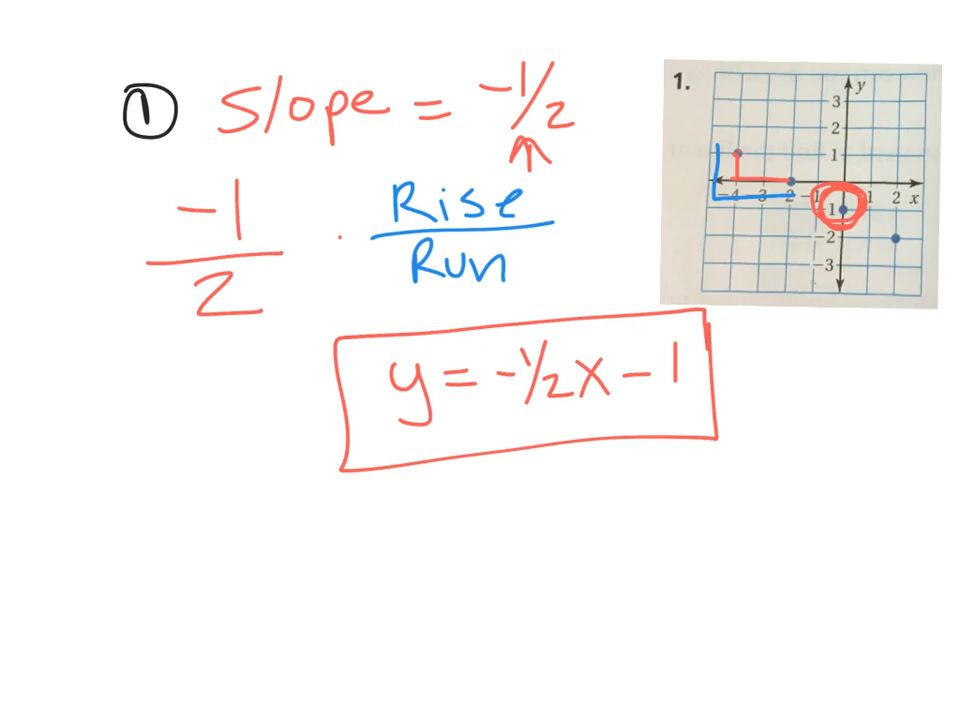 ① Slope = -1/2
-1
2
Rise
Run
y = -1/2x - 1
1.
y
3
2
1
-4 -3 -2 -1 1 2 x
-1
-2
-3